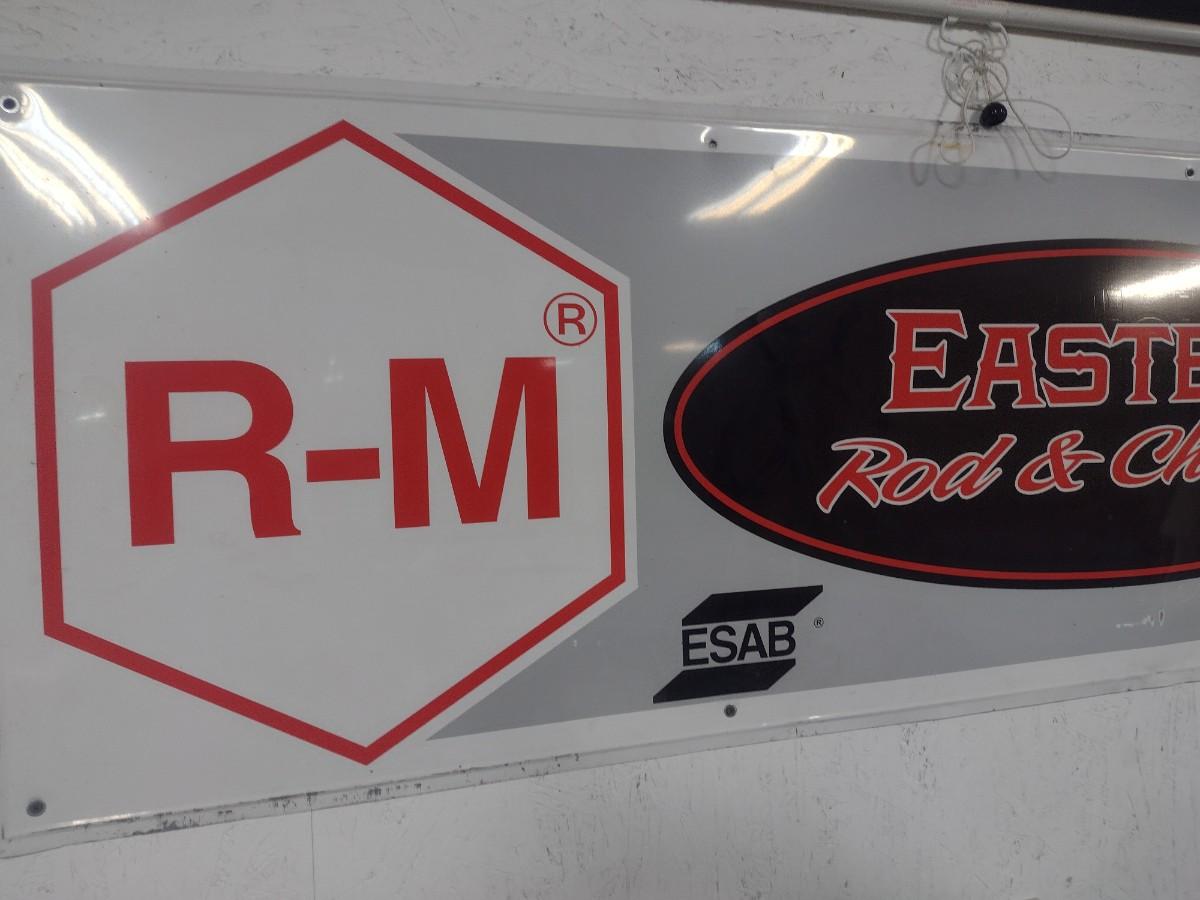 R-M®
EASTE
Rod & Ch
ESAB®